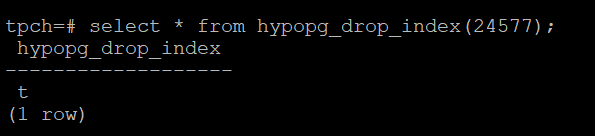 tpch=# select * from hypopg_drop_index(24577);
 hypopg_drop_index
-------------------
 t
(1 row)